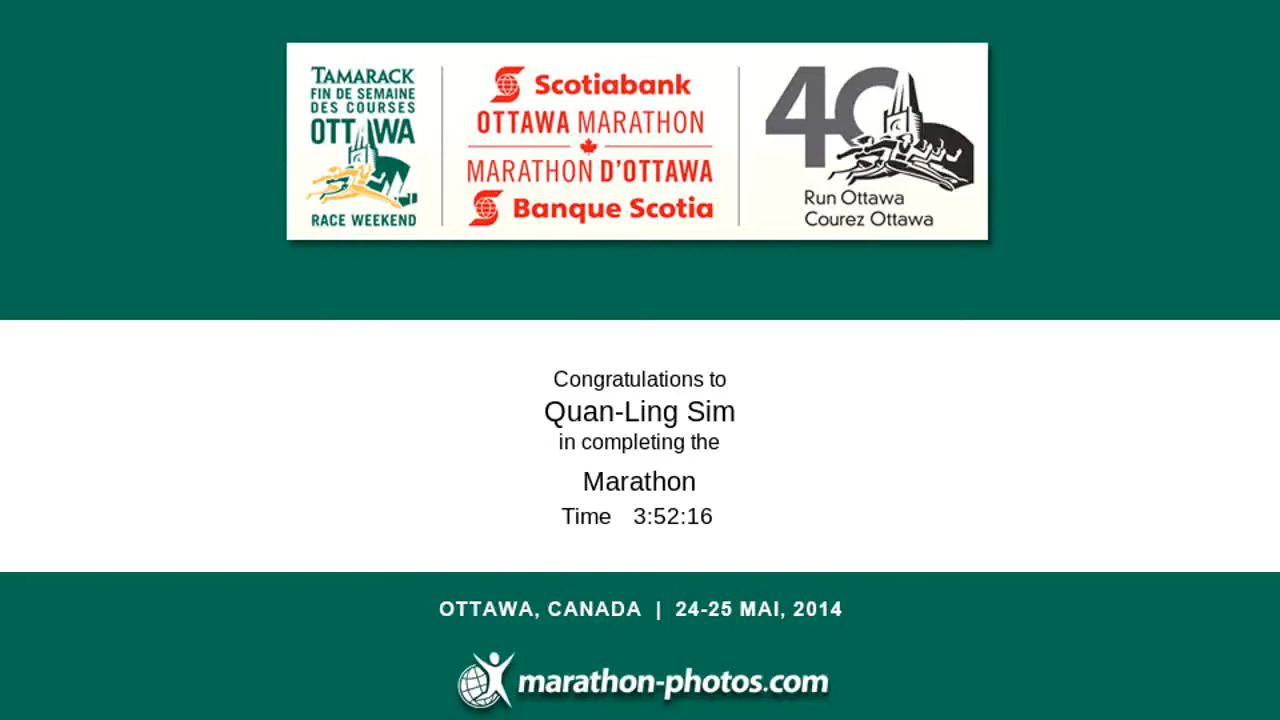 TAMARACK
FIN DE SEMAINE
DES COURSES
OTTAWA
RACE WEEKEND
Scotiabank
OTTAWA MARATHON
MARATHON D'OTTAWA
Banque Scotia
40
Run Ottawa
Courez Ottawa
Congratulations to
Quan-Ling Sim
in completing the
Marathon
Time 3:52:16
OTTAWA, CANADA | 24-25 MAI, 2014
marathon-photos.com